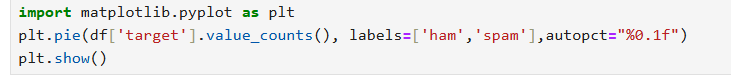 import matplotlib.pyplot as plt
plt.pie(df['target'].value_counts(), labels=['ham','spam'],autopct="%0.1f")
plt.show()